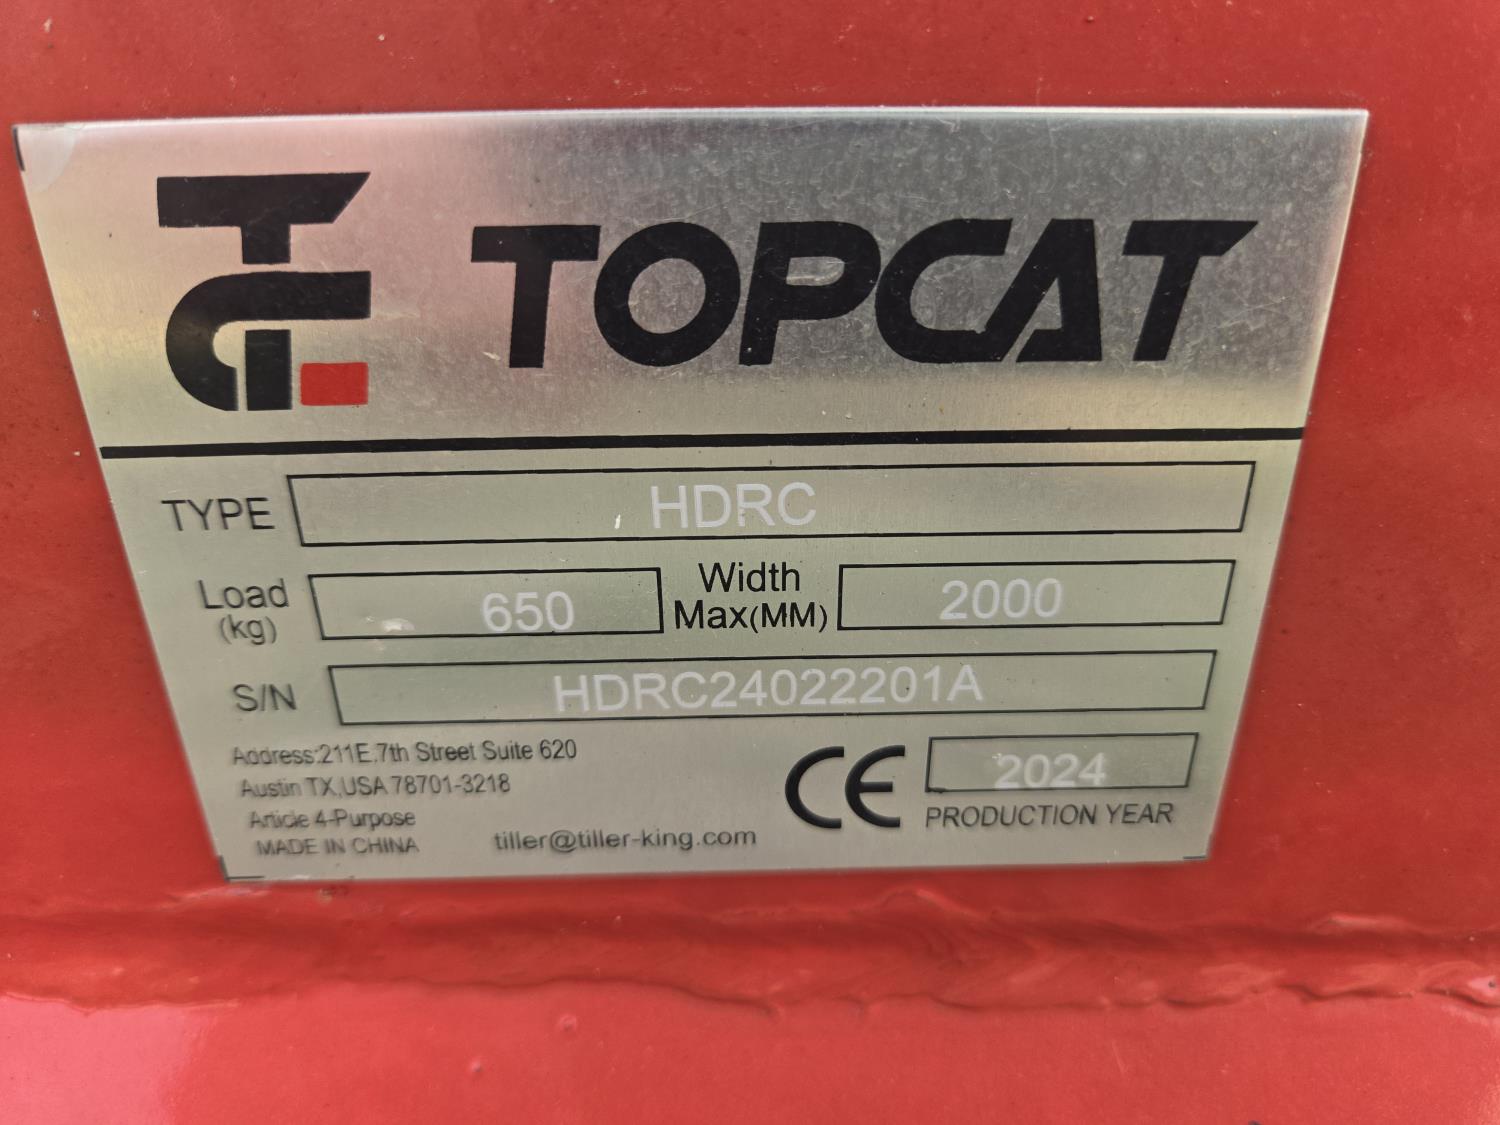 TOPCAT
TYPE HDRC
Load (kg) 650 Width Max(MM) 2000
S/N HDRC24022201A
Address:211E.7th Street Suite 620
Austin TX,USA 78701-3218
Article 4-Purpose
MADE IN CHINA
tiller@tiller-king.com
CE
2024
PRODUCTION YEAR